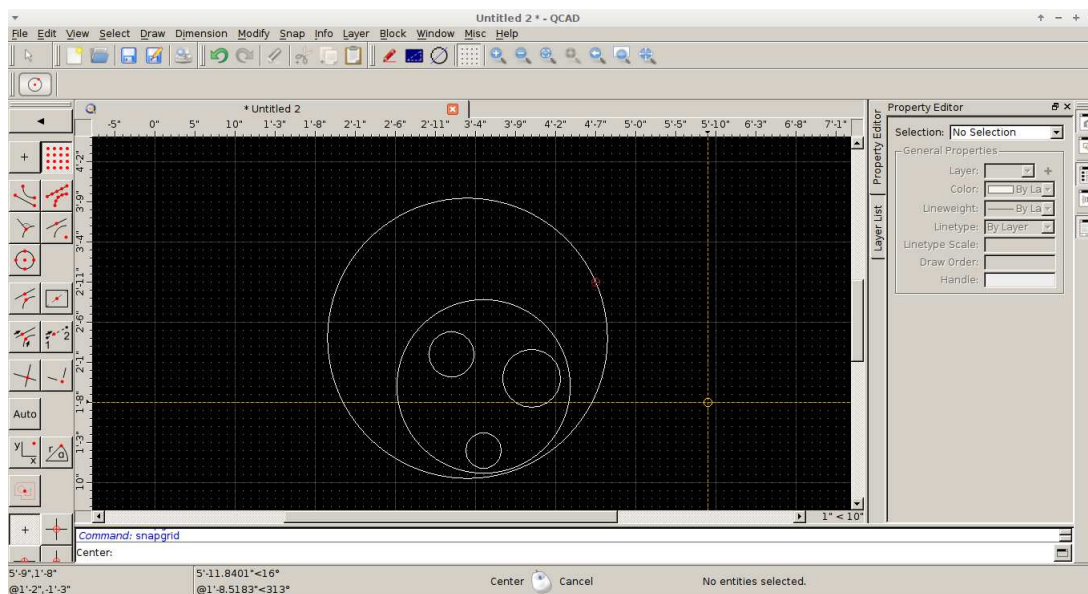 Untitled 2 * - QCAD
File Edit View Select Draw Dimension Modify Snap Info Layer Block Window Misc Help
* Untitled 2
-5" 0" 5" 10" 1'-3" 1'-8" 2'-1" 2'-6" 2'-11" 3'-4" 3'-9" 4'-2" 4'-7" 5'-0" 5'-5" 5'-10" 6'-3" 6'-8" 7'-1"
4'-2"
3'-9"
3'-4"
2'-11"
2'-6"
2'-1"
1'-8"
1'-3"
10"
Auto
Property Editor
Layer List
Property Editor
Selection: No Selection
General Properties
Layer:
Color: By La
Lineweight: By La
Linetype: By Layer
Linetype Scale:
Draw Order:
Handle:
1" < 10"
Command: snapgrid
Center:
5'-9",1'-8"
@1'-2",-1'-3"
5'-11.8401"<16°
@1'-8.5183"<313°
Center Cancel
No entities selected.